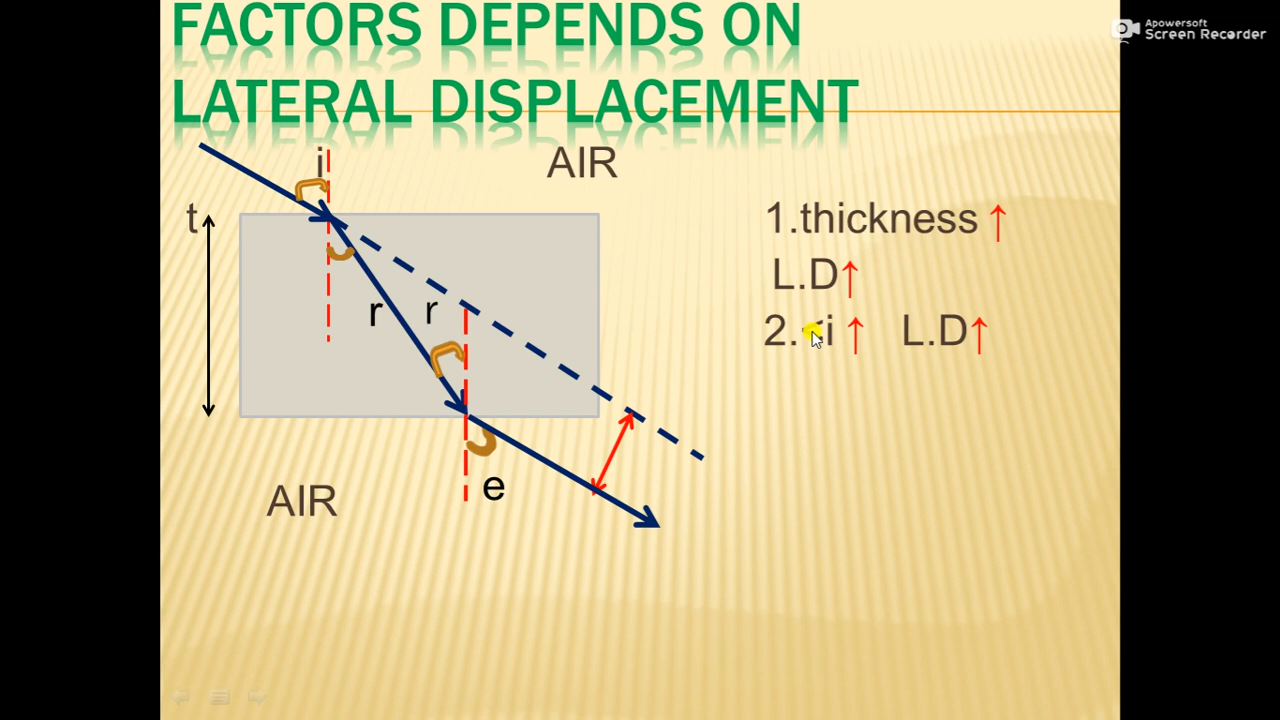 FACTORS DEPENDS ON
LATERAL DISPLACEMENT
Apowersoft
Screen Recorder
i
AIR
t
1.thickness ↑
L.D↑
r
r
2.<i ↑ L.D↑
e
AIR